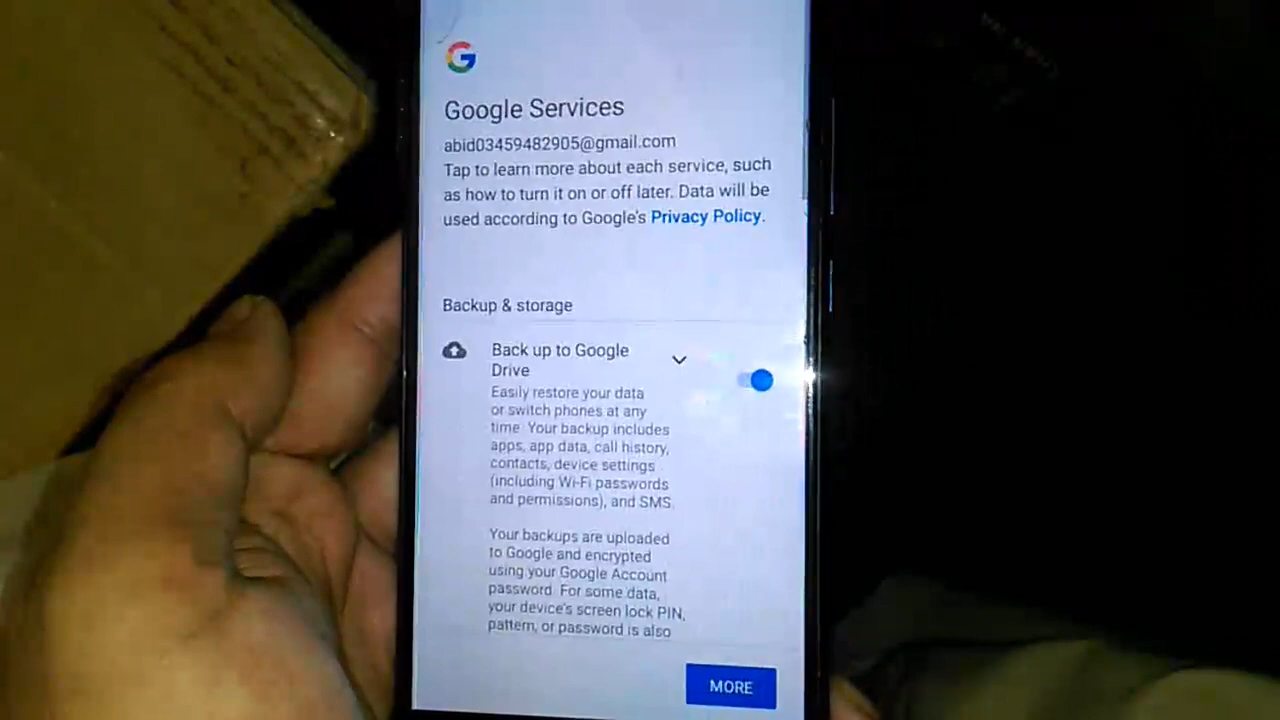 Google Services
abid03459482905@gmail.com
Tap to learn more about each service, such
as how to turn it on or off later. Data will be
used according to Google's Privacy Policy.
Backup & storage
Back up to Google
Drive
Easily restore your data
or switch phones at any
time. Your backup includes
apps, app data, call history,
contacts, device settings
(including Wi-Fi passwords
and permissions), and SMS.
Your backups are uploaded
to Google and encrypted
using your Google Account
password. For some data,
your device's screen lock PIN,
pattern, or password is also
MORE